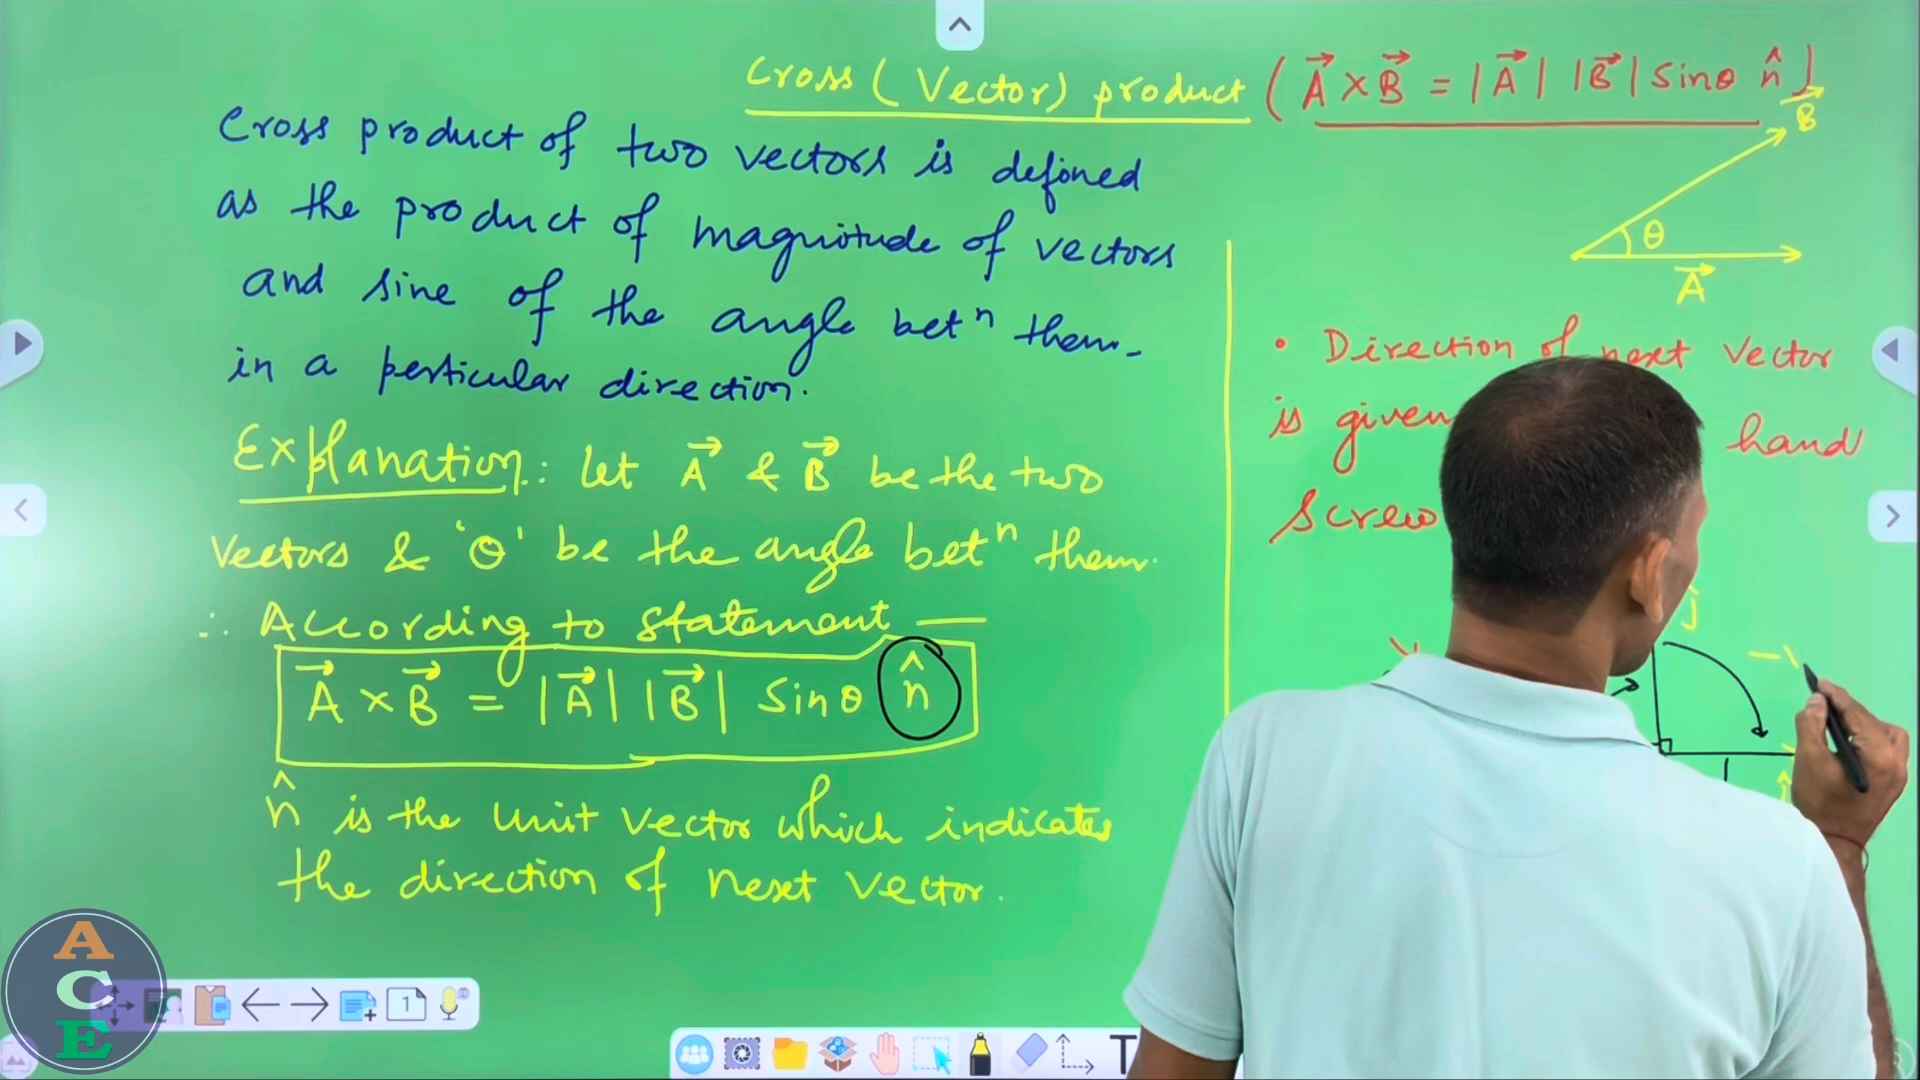 Cross (Vector) product ( A⃗ × B⃗ = |A⃗| |B⃗| Sinθ n̂ )
Cross product of two vectors is defined
as the product of magnitude of vectors
and sine of the angle betⁿ them
in a perticular direction.
Explanation: let A⃗ & B⃗ be the two
vectors & 'θ' be the angle betⁿ them.
∴ According to statement —
A⃗ × B⃗ = |A⃗| |B⃗| Sinθ n̂
n̂ is the unit vector which indicates
the direction of next vector.
B⃗
θ
A⃗
• Direction of next vector
is given hand
screw
ĵ
A
C
E
1
T